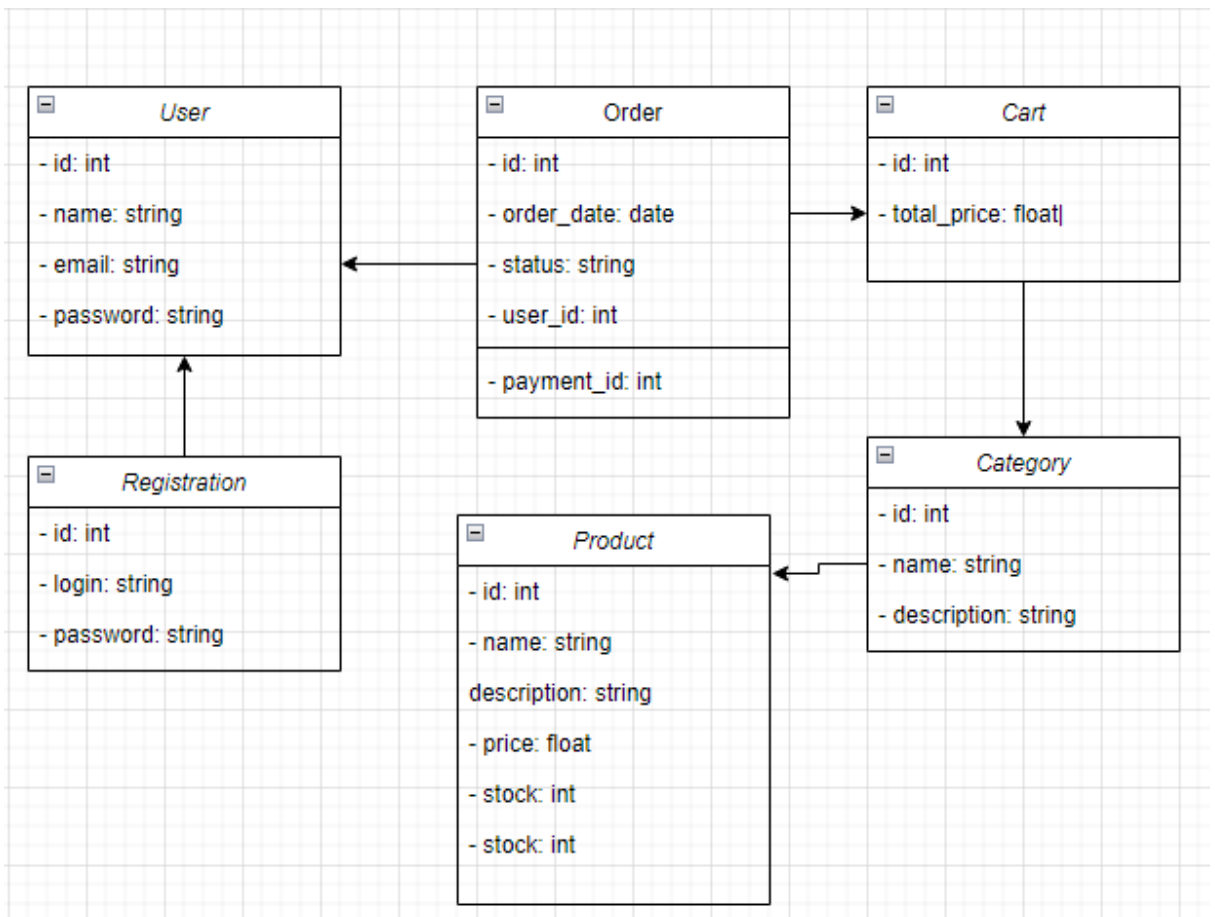 User
- id: int
- name: string
- email: string
- password: string
Order
- id: int
- order_date: date
- status: string
- user_id: int
- payment_id: int
Cart
- id: int
- total_price: float
Registration
- id: int
- login: string
- password: string
Product
- id: int
- name: string
description: string
- price: float
- stock: int
- stock: int
Category
- id: int
- name: string
- description: string